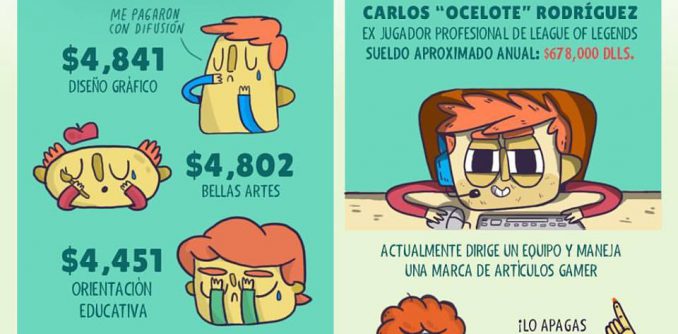 ME PAGARON
CON DIFUSIÓN
$4,841
DISEÑO GRÁFICO
$4,802
BELLAS ARTES
$4,451
ORIENTACIÓN
EDUCATIVA
CARLOS “OCELOTE” RODRÍGUEZ
EX JUGADOR PROFESIONAL DE LEAGUE OF LEGENDS
SUELDO APROXIMADO ANUAL: $678,000 DLLS.
ACTUALMENTE DIRIGE UN EQUIPO Y MANEJA
UNA MARCA DE ARTÍCULOS GAMER
¡LO APAGAS